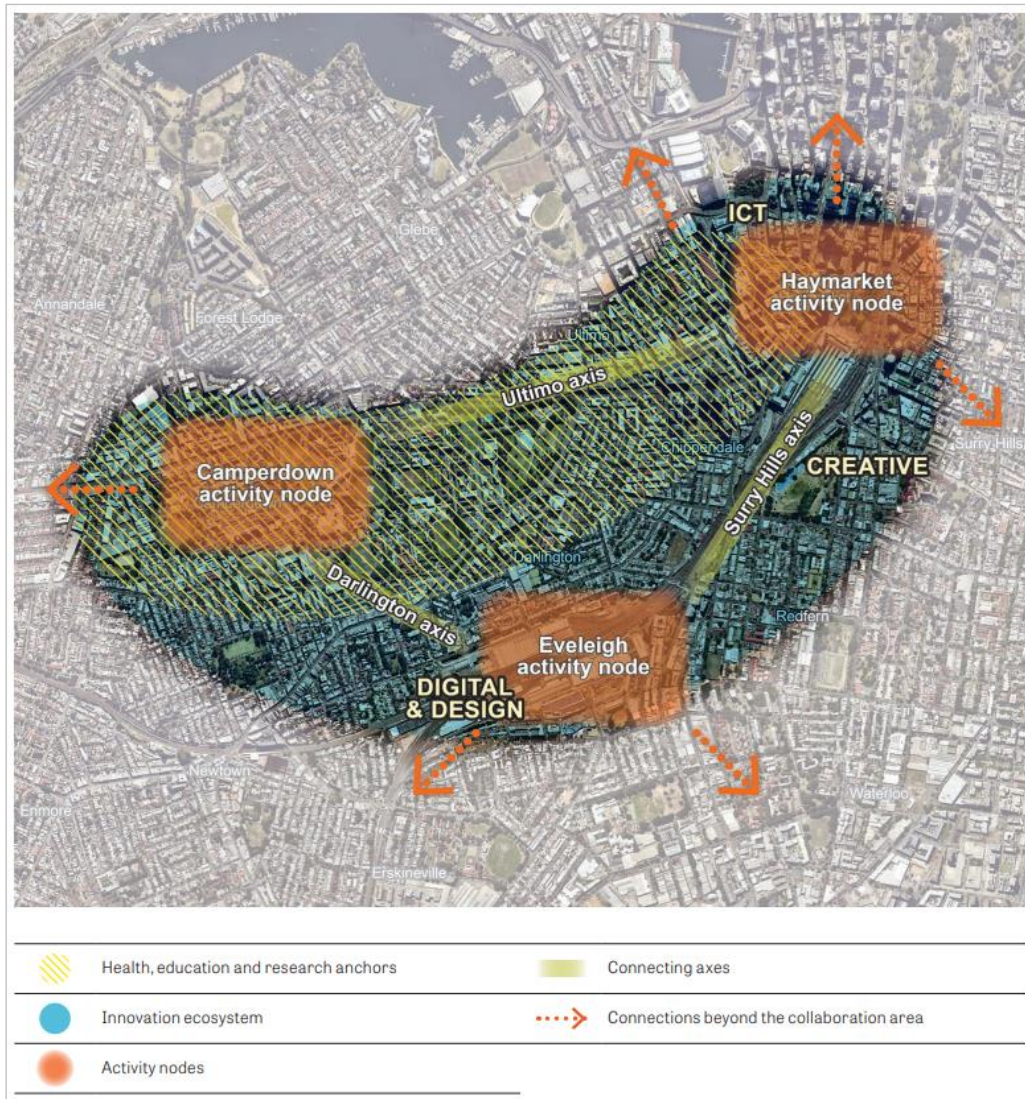 ICT
Haymarket
activity node
Glebe
Annandale
Forest Lodge
Ultimo
Ultimo axis
Surry Hills
Chippendale
Surry Hills axis
CREATIVE
Camperdown
activity node
Darlington
Darlington axis
Redfern
Eveleigh
activity node
DIGITAL
& DESIGN
Newtown
Waterloo
Enmore
Erskineville
Health, education and research anchors
Connecting axes
Innovation ecosystem
Connections beyond the collaboration area
Activity nodes